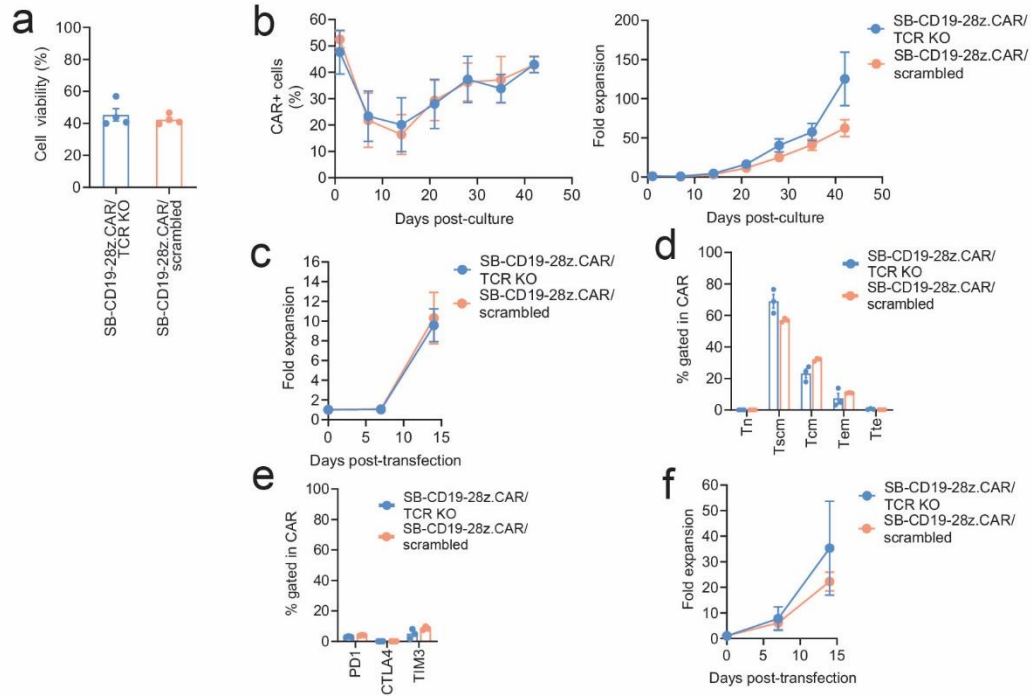 a
Cell viability (%)
100
80
60
40
20
0
SB-CD19-28z.CAR/
TCR KO
SB-CD19-28z.CAR/
scrambled
b
CAR+ cells
(%)
60
50
40
30
20
10
0
0 10 20 30 40 50
Days post-culture
Fold expansion
200
150
100
50
0
0 10 20 30 40 50
Days post-culture
SB-CD19-28z.CAR/
TCR KO
SB-CD19-28z.CAR/
scrambled
c
Fold expansion
16
14
12
10
8
6
4
2
0
0 5 10 15
Days post-transfection
SB-CD19-28z.CAR/
TCR KO
SB-CD19-28z.CAR/
scrambled
d
% gated in CAR
100
80
60
40
20
0
Tn
Tscm
Tcm
Tem
Tte
SB-CD19-28z.CAR/
TCR KO
SB-CD19-28z.CAR/
scrambled
e
% gated in CAR
100
80
60
40
20
0
PD1
CTLA4
TIM3
SB-CD19-28z.CAR/
TCR KO
SB-CD19-28z.CAR/
scrambled
f
Fold expansion
60
50
40
30
20
10
0
0 5 10 15
Days post-transfection
SB-CD19-28z.CAR/
TCR KO
SB-CD19-28z.CAR/
scrambled